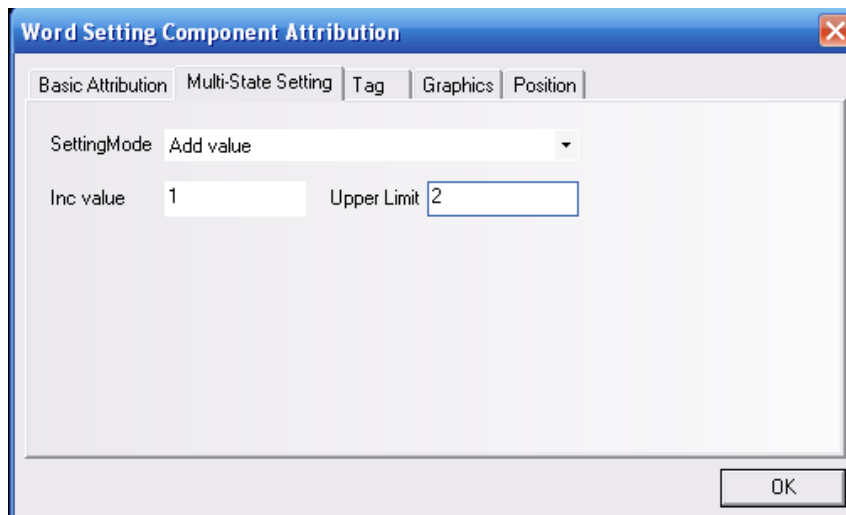 Word Setting Component Attribution
Basic Attribution Multi-State Setting Tag Graphics Position
SettingMode Add value
Inc value 1 Upper Limit 2
OK